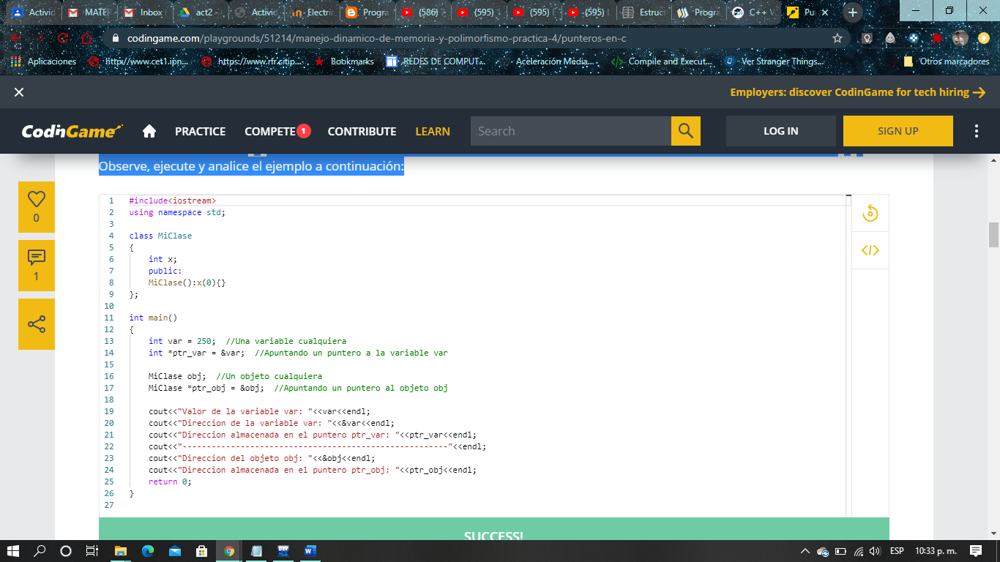 Activid
MATER
Inbox
act2 -
Activic
Electric
Progra
(586)
(595)
(595)
(595)
Estruct
Progra
C++ V
Pu
codingame.com/playgrounds/51214/manejo-dinamico-de-memoria-y-polimorfismo-practica-4/punteros-en-c
Aplicaciones
http://www.cet1.ipn...
https://www.rfr.citip...
Bookmarks
REDES DE COMPUT...
Aceleración Media...
Compile and Execut...
Ver Stranger Things...
Otros marcadores
Employers: discover CodinGame for tech hiring
CodinGame
PRACTICE
COMPETE 1
CONTRIBUTE
LEARN
Search
LOG IN
SIGN UP
Observe, ejecute y analice el ejemplo a continuación:
0
1
1 #include<iostream>
2 using namespace std;
3
4 class MiClase
5 {
6 int x;
7 public:
8 MiClase():x(0){}
9 };
10
11 int main()
12 {
13 int var = 250; //Una variable cualquiera
14 int *ptr_var = &var; //Apuntando un puntero a la variable var
15
16 MiClase obj; //Un objeto cualquiera
17 MiClase *ptr_obj = &obj; //Apuntando un puntero al objeto obj
18
19 cout<<"Valor de la variable var: "<<var<<endl;
20 cout<<"Direccion de la variable var: "<<&var<<endl;
21 cout<<"Direccion almacenada en el puntero ptr_var: "<<ptr_var<<endl;
22 cout<<"-------------------------------------------------------"<<endl;
23 cout<<"Direccion del objeto obj: "<<&obj<<endl;
24 cout<<"Direccion almacenada en el puntero ptr_obj: "<<ptr_obj<<endl;
25 return 0;
26 }
27
SUCCESS!
ESP
10:33 p. m.